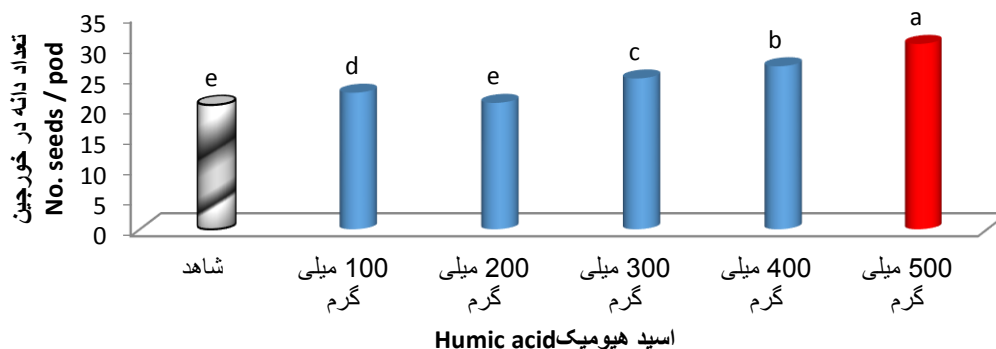 تعداد دانه در خورجین
No. seeds / pod
35
30
25
20
15
10
5
0
e
d
e
c
b
a
شاهد
100 میلی
گرم
200 میلی
گرم
300 میلی
گرم
400 میلی
گرم
500 میلی
گرم
اسید هیومیکHumic acid